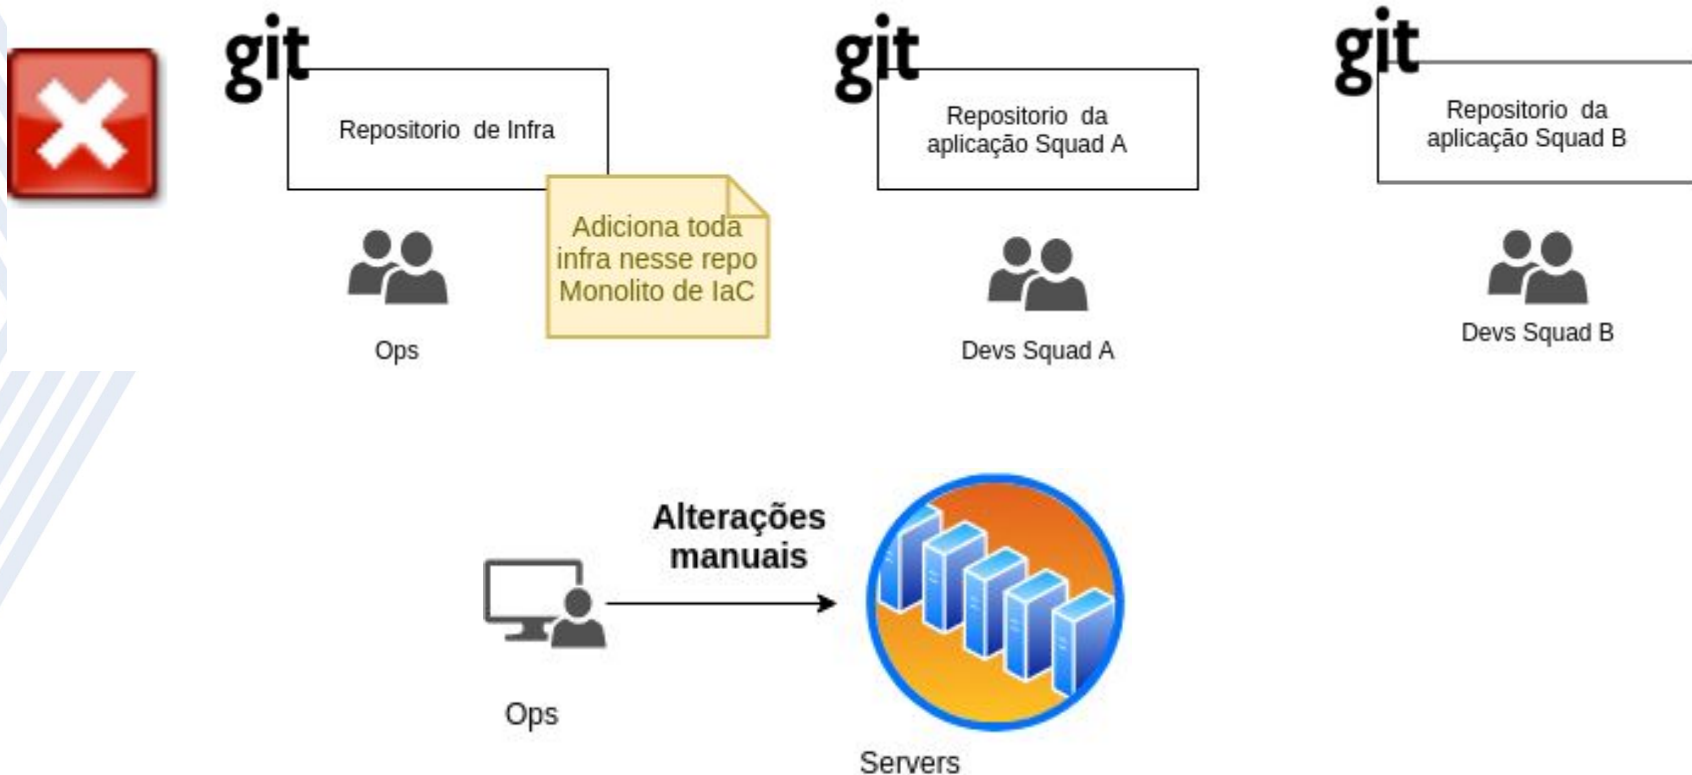 git
Repositorio de Infra
Adiciona toda
infra nesse repo
Monolito de IaC
Ops
git
Repositorio da
aplicação Squad A
Devs Squad A
git
Repositorio da
aplicação Squad B
Devs Squad B
Alterações
manuais
Ops
Servers